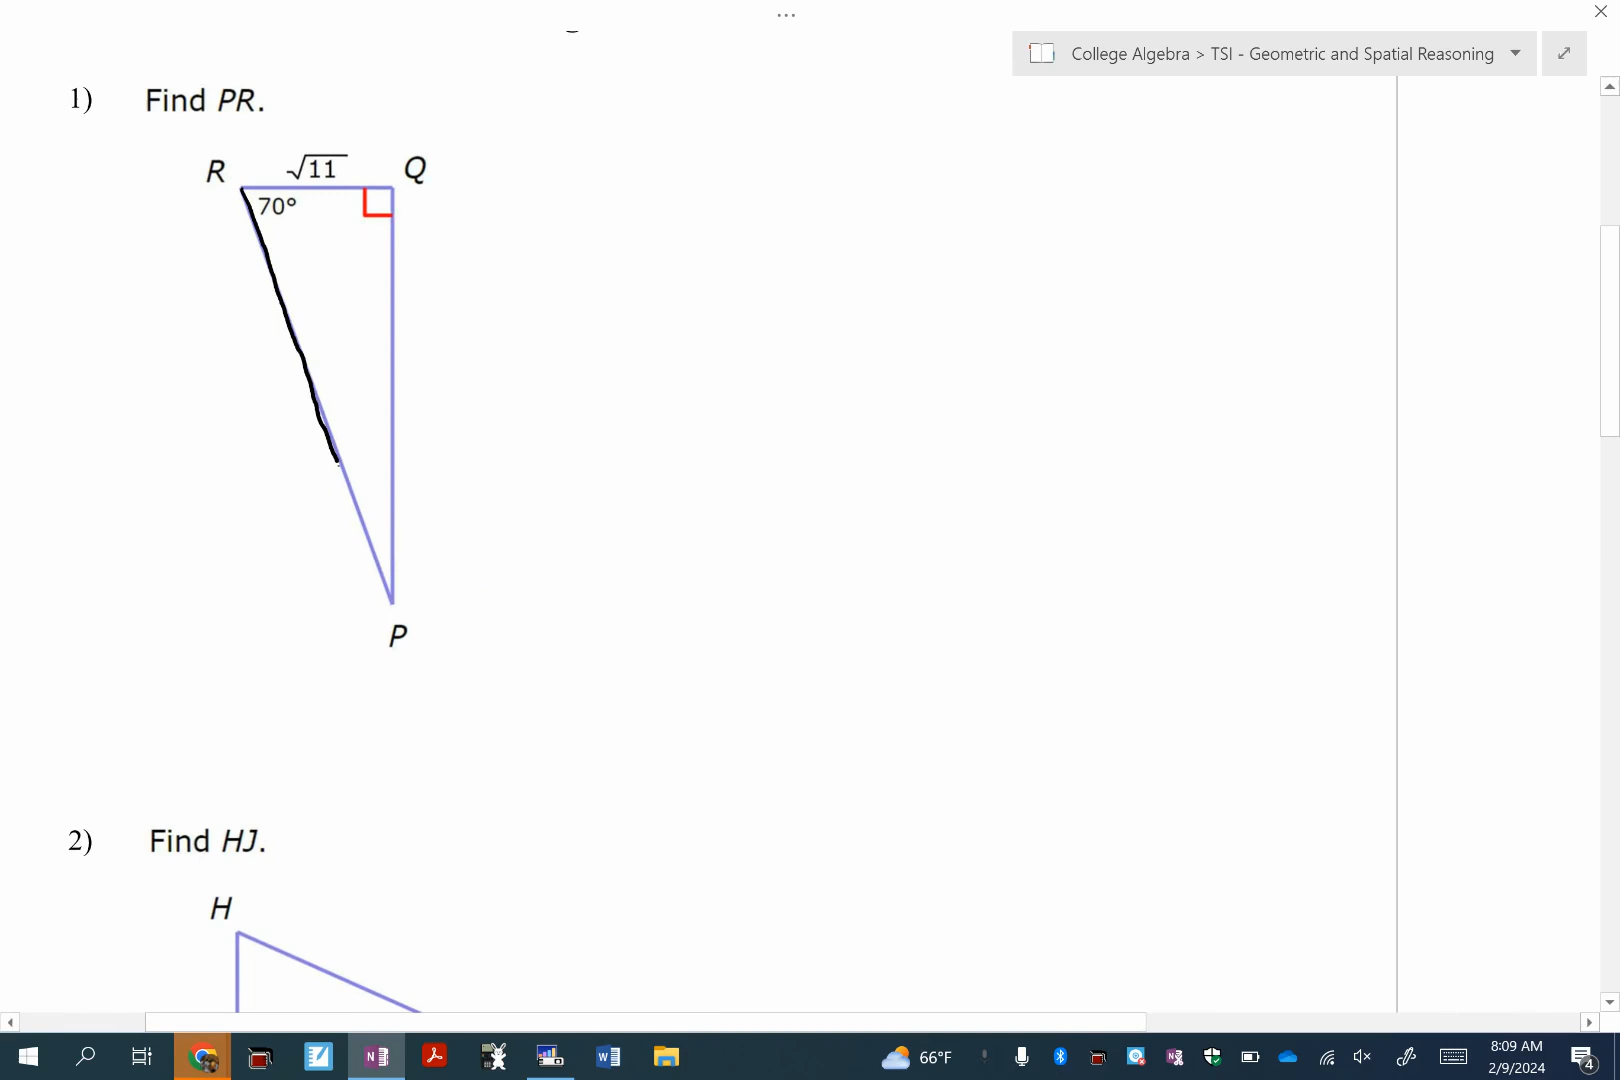 College Algebra > TSI - Geometric and Spatial Reasoning
1) Find PR.
R √11 Q
70°
P
2) Find HJ.
H
66°F
8:09 AM
2/9/2024
4